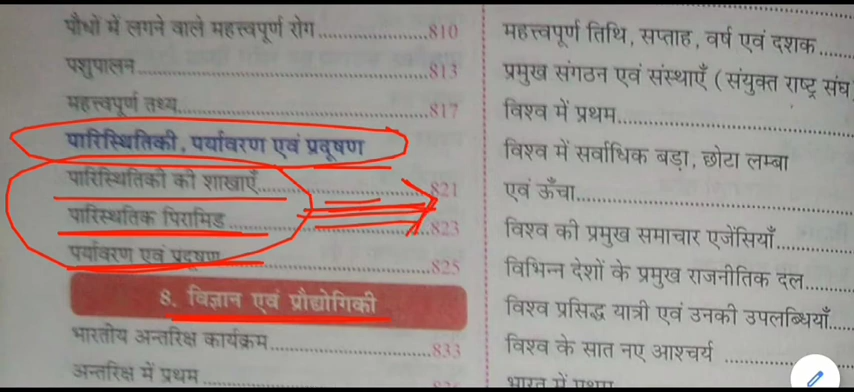 पौधों में लगने वाले महत्त्वपूर्ण रोग....................810
पशुपालन....................813
महत्त्वपूर्ण तथ्य....................817
पारिस्थितिकी, पर्यावरण एवं प्रदूषण
पारिस्थितिकी की शाखाएँ....................821
पारिस्थतिक पिरामिड....................823
पर्यावरण एवं प्रदूषण....................825
8. विज्ञान एवं प्रौद्योगिकी
भारतीय अन्तरिक्ष कार्यक्रम....................833
अन्तरिक्ष में प्रथम....................
महत्त्वपूर्ण तिथि, सप्ताह, वर्ष एवं दशक.....
प्रमुख संगठन एवं संस्थाएँ (संयुक्त राष्ट्र संघ
विश्व में प्रथम....................
विश्व में सर्वाधिक बड़ा, छोटा लम्बा
एवं ऊँचा....................
विश्व की प्रमुख समाचार एजेंसियाँ..........
विभिन्न देशों के प्रमुख राजनीतिक दल.......
विश्व प्रसिद्ध यात्री एवं उनकी उपलब्धियाँ....
विश्व के सात नए आश्चर्य ....................
भारत में प्रथम